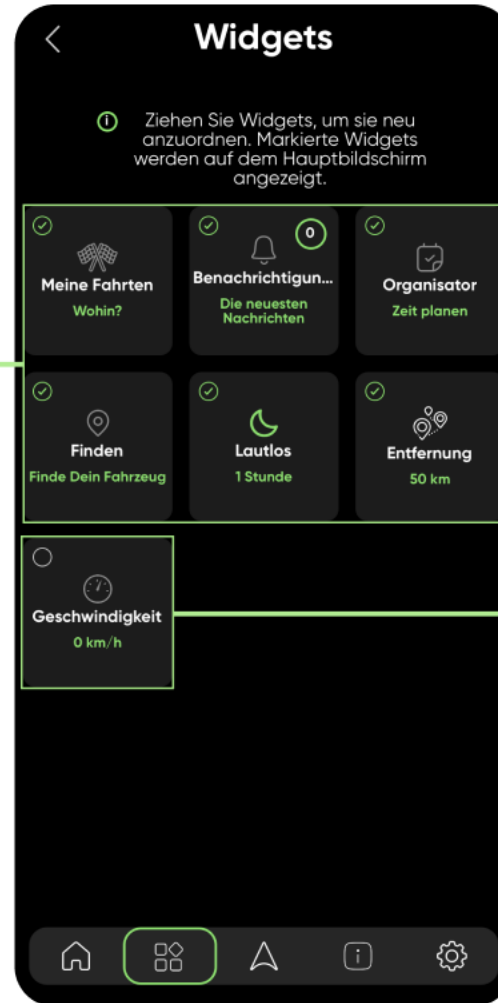 Widgets
Ziehen Sie Widgets, um sie neu
anzuordnen. Markierte Widgets
werden auf dem Hauptbildschirm
angezeigt.
Meine Fahrten
Wohin?
0
Benachrichtigun...
Die neuesten
Nachrichten
Organisator
Zeit planen
Finden
Finde Dein Fahrzeug
Lautlos
1 Stunde
Entfernung
50 km
Geschwindigkeit
0 km/h